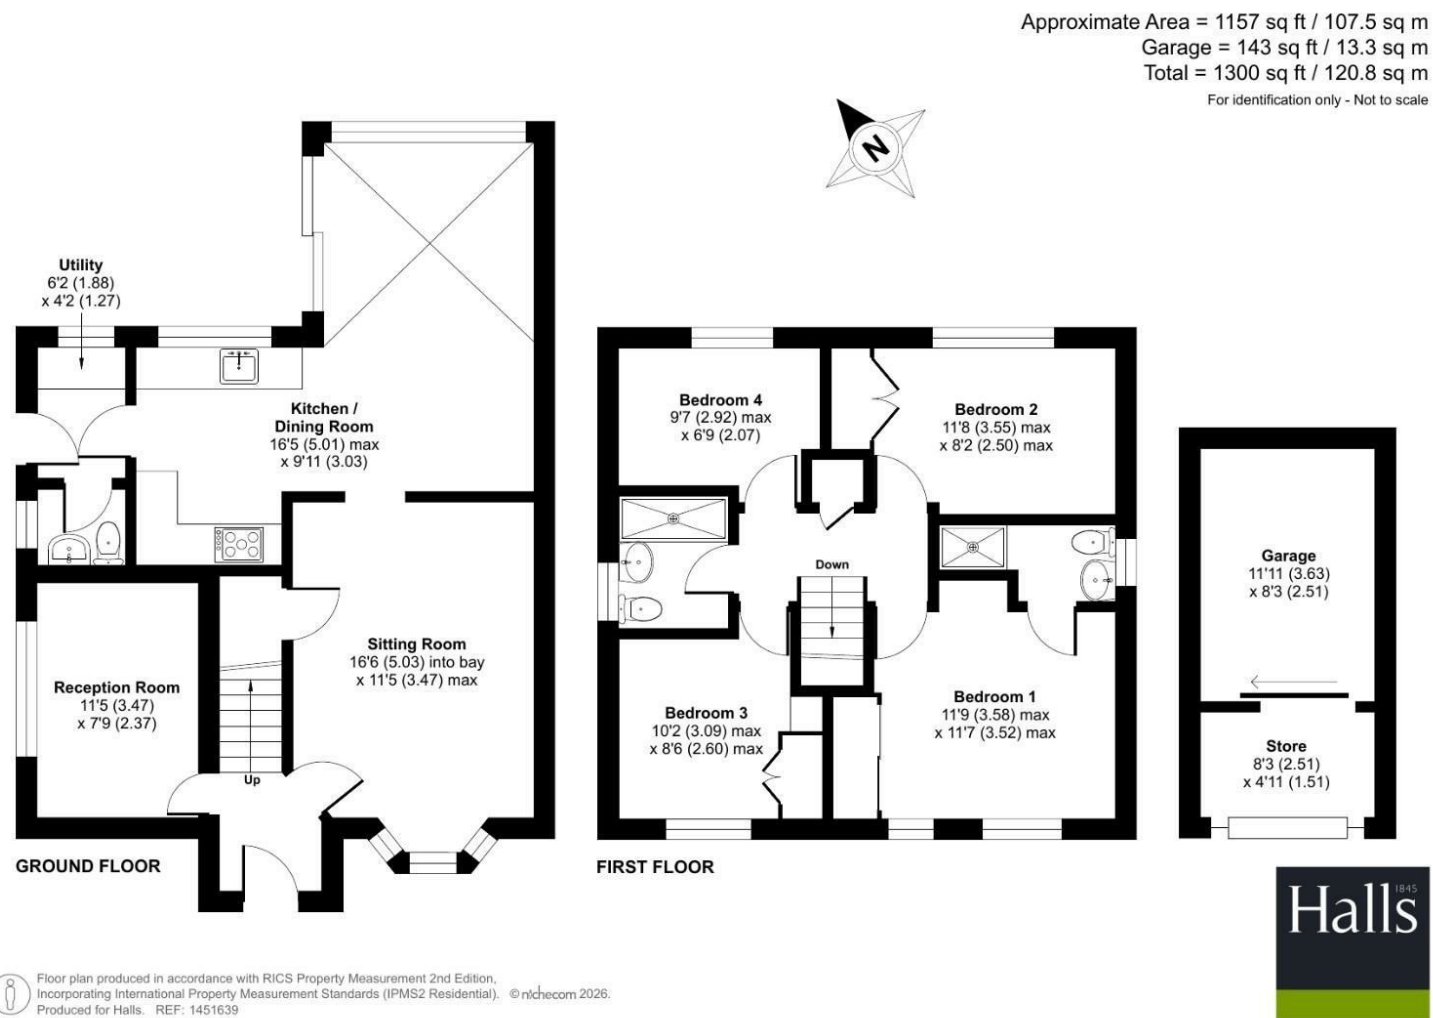 Approximate Area = 1157 sq ft / 107.5 sq m
Garage = 143 sq ft / 13.3 sq m
Total = 1300 sq ft / 120.8 sq m
For identification only - Not to scale
N
Utility
6'2 (1.88)
x 4'2 (1.27)
Kitchen /
Dining Room
16'5 (5.01) max
x 9'11 (3.03)
Sitting Room
16'6 (5.03) into bay
x 11'5 (3.47) max
Reception Room
11'5 (3.47)
x 7'9 (2.37)
Up
GROUND FLOOR
Bedroom 4
9'7 (2.92) max
x 6'9 (2.07)
Bedroom 2
11'8 (3.55) max
x 8'2 (2.50) max
Down
Bedroom 3
10'2 (3.09) max
x 8'6 (2.60) max
Bedroom 1
11'9 (3.58) max
x 11'7 (3.52) max
FIRST FLOOR
Garage
11'11 (3.63)
x 8'3 (2.51)
Store
8'3 (2.51)
x 4'11 (1.51)
Halls
1845
Floor plan produced in accordance with RICS Property Measurement 2nd Edition,
Incorporating International Property Measurement Standards (IPMS2 Residential). © nichecom 2026.
Produced for Halls. REF: 1451639